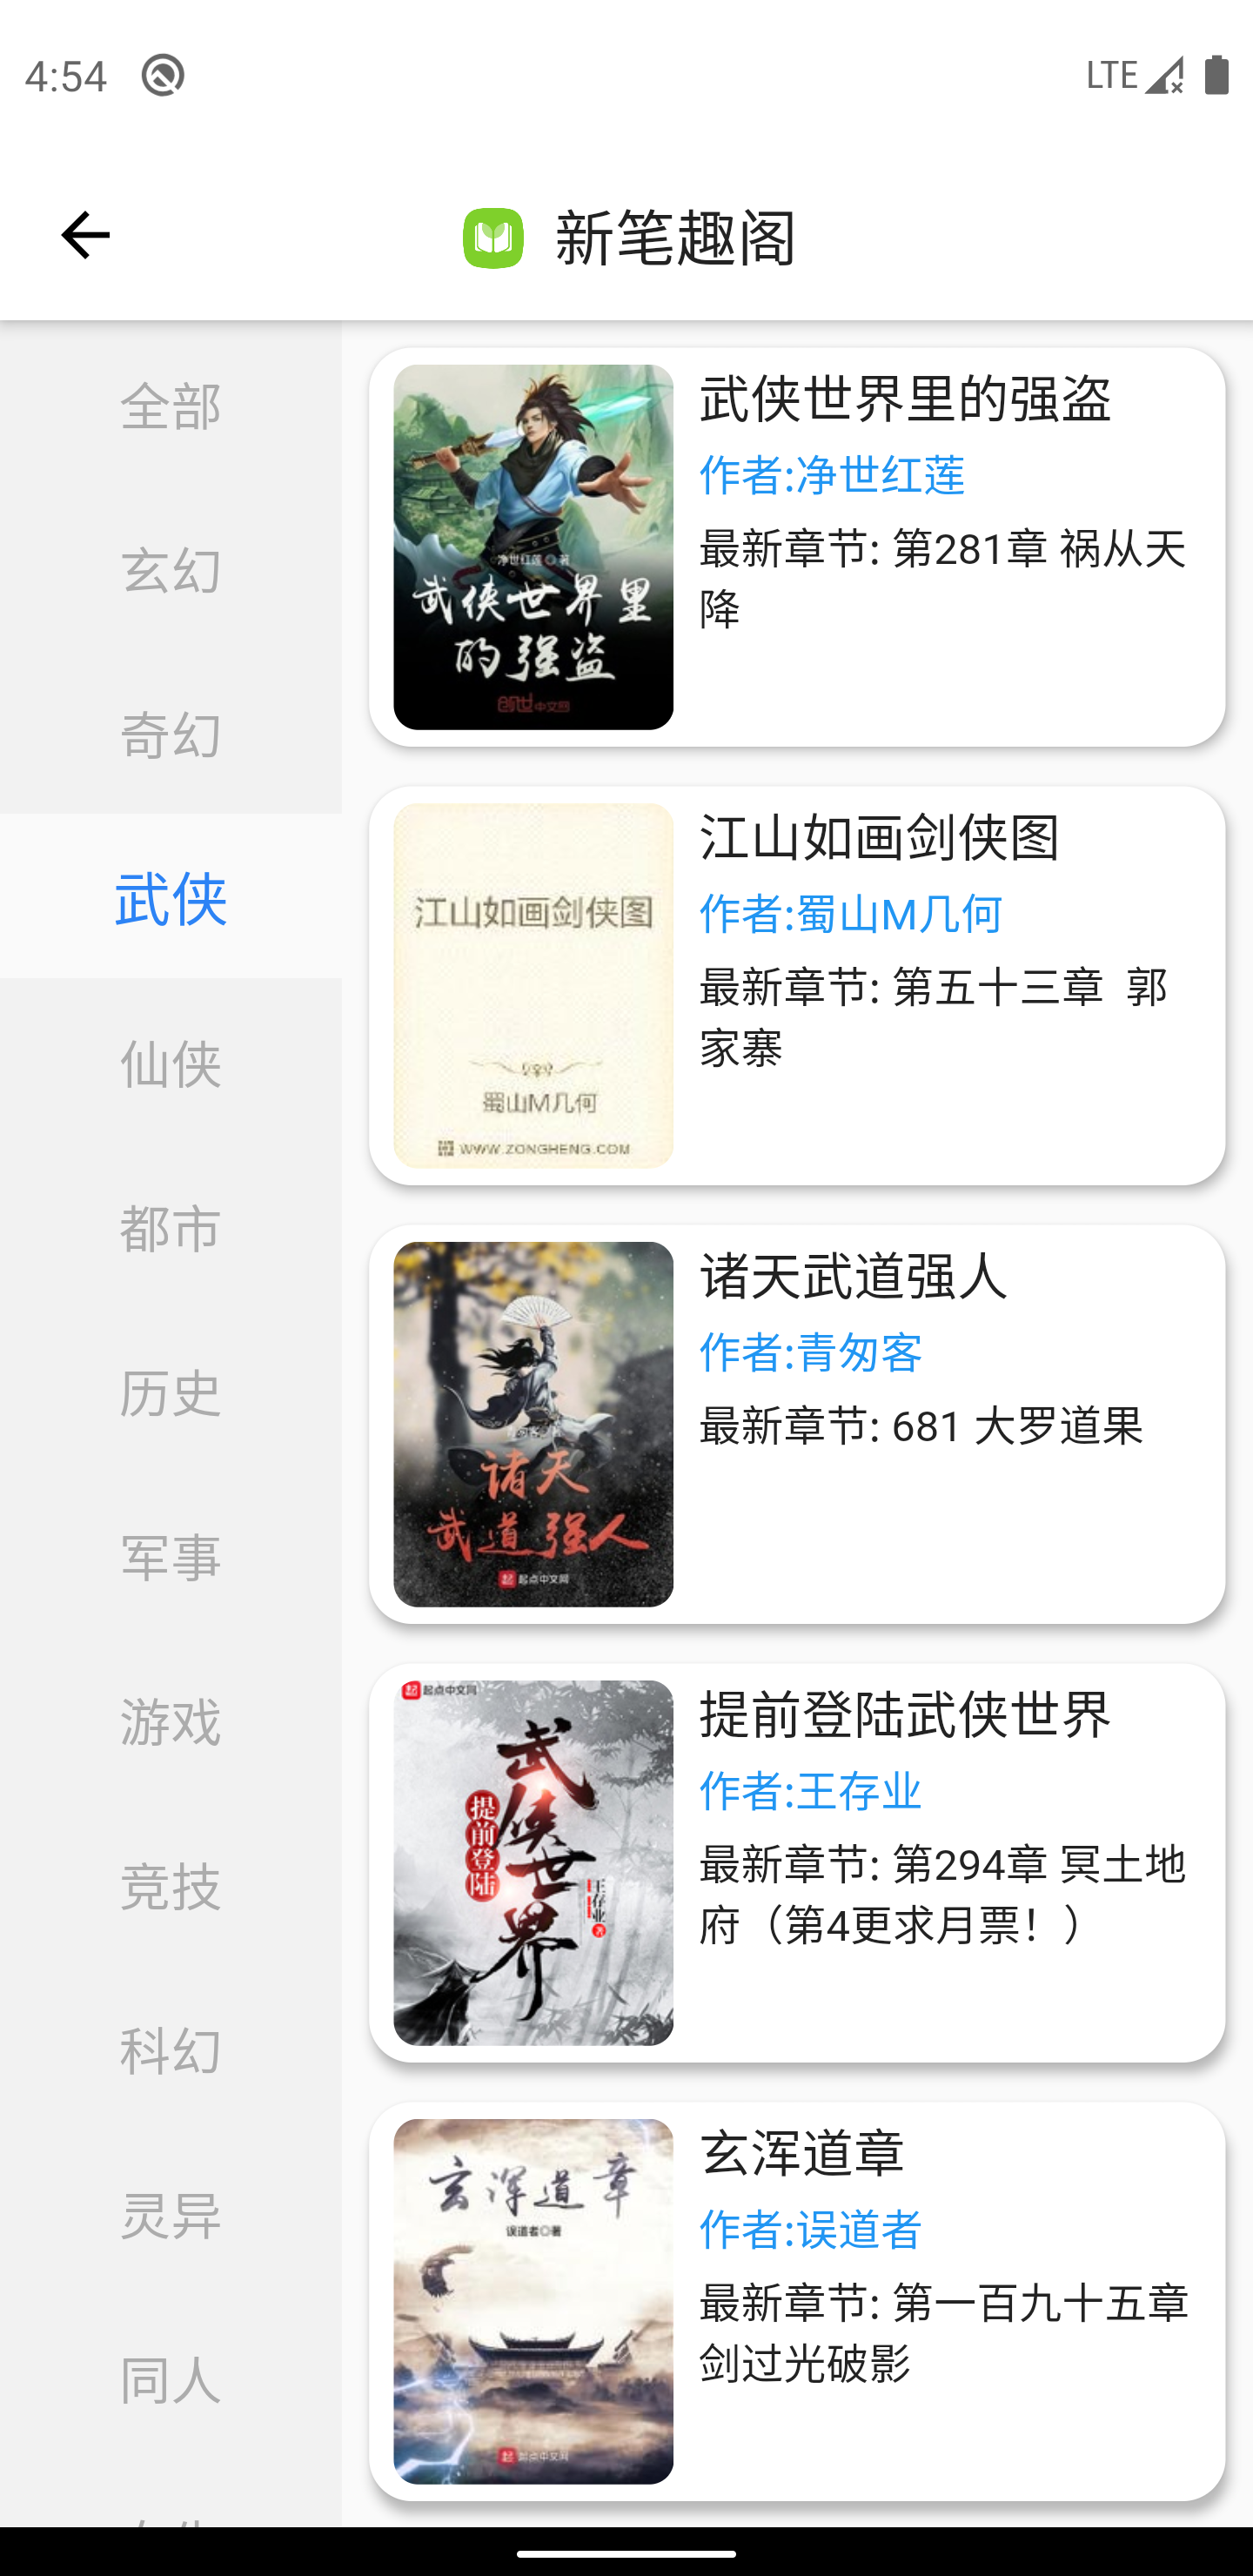 4:54
LTE
新笔趣阁
全部
玄幻
奇幻
武侠
仙侠
都市
历史
军事
游戏
竞技
科幻
灵异
同人
净世红莲◎著
武侠世界里
的强盗
创世中文网
武侠世界里的强盗
作者:净世红莲
最新章节: 第281章 祸从天
降
江山如画剑侠图
蜀山M几何
WWW.ZONGHENG.COM
江山如画剑侠图
作者:蜀山M几何
最新章节: 第五十三章  郭
家寨
诸天
武道强人
起点中文网
诸天武道强人
作者:青匆客
最新章节: 681 大罗道果
起点中文网
提前登陆
武侠世界
王存业 著
提前登陆武侠世界
作者:王存业
最新章节: 第294章 冥土地
府（第4更求月票！）
玄浑道章
误道者◎著
起点中文网
玄浑道章
作者:误道者
最新章节: 第一百九十五章
剑过光破影